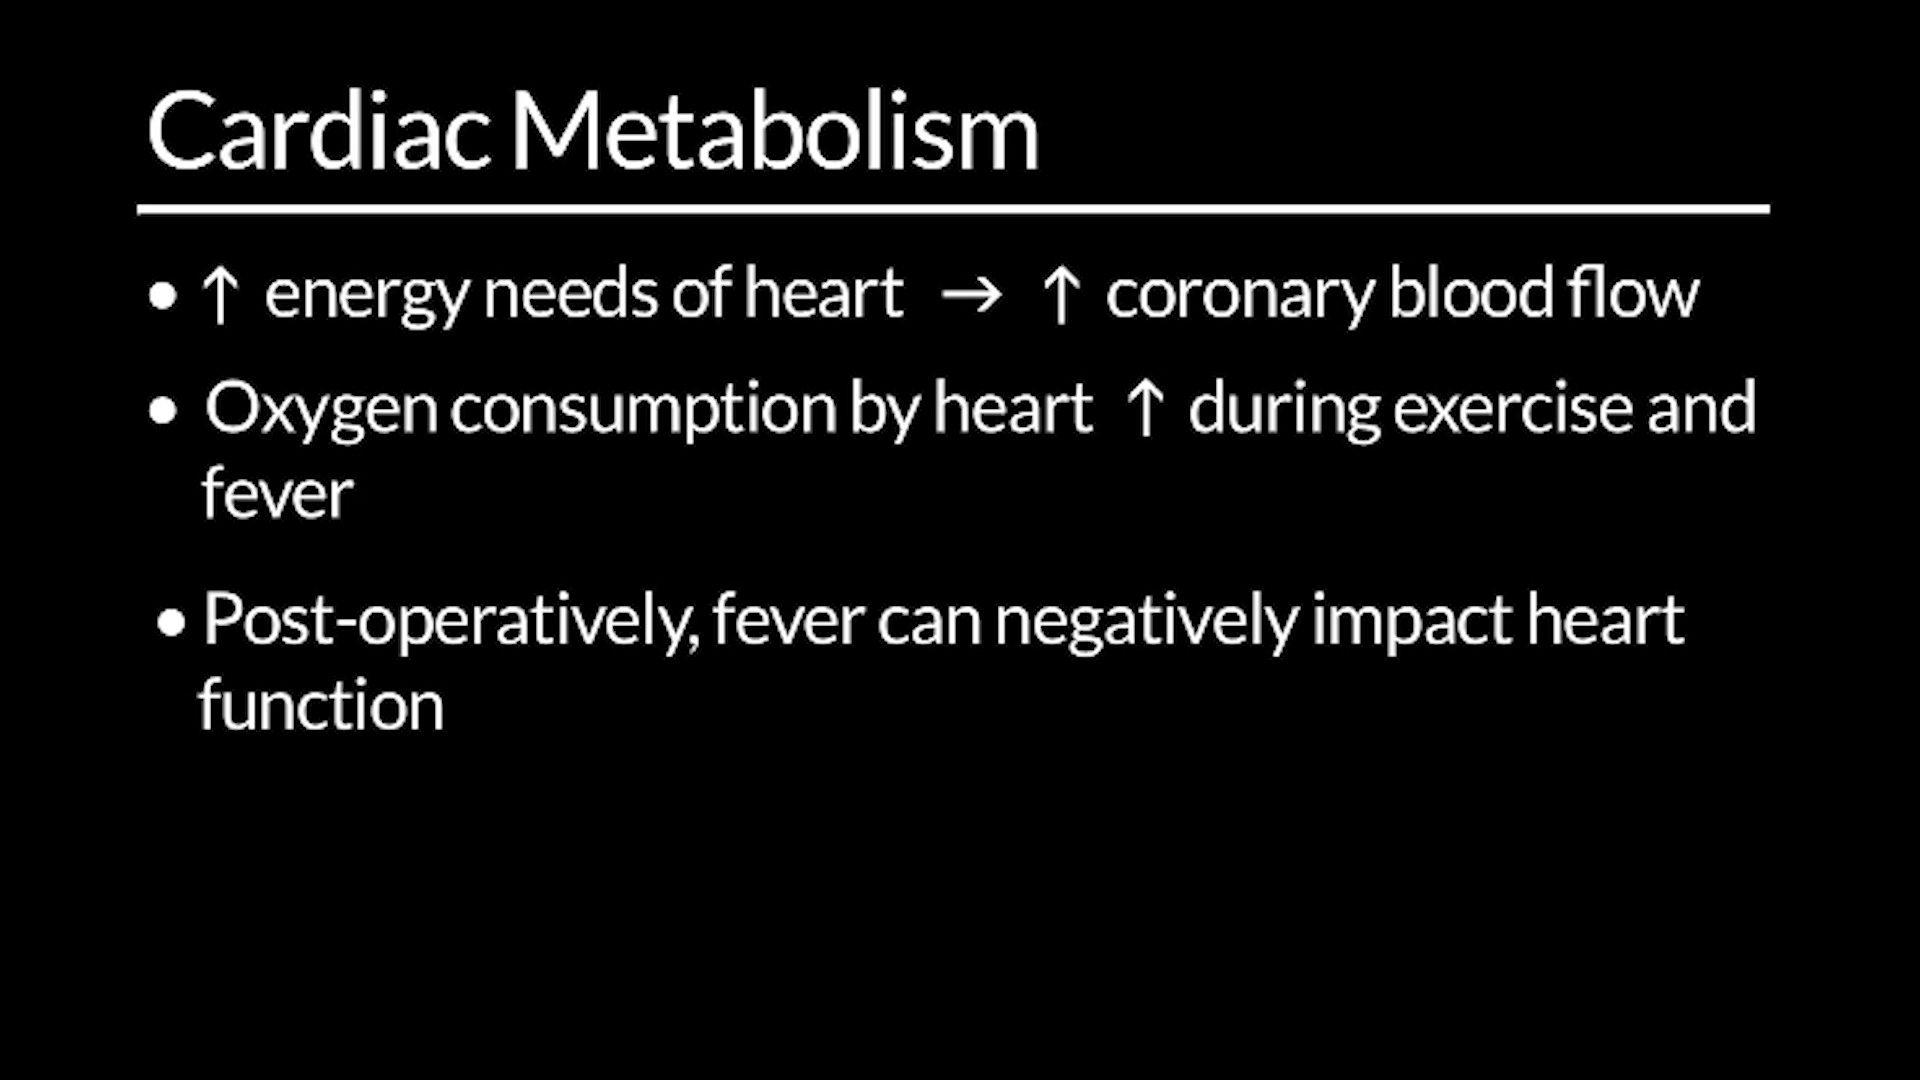 Cardiac Metabolism
• ↑ energy needs of heart → ↑ coronary blood flow
• Oxygen consumption by heart ↑ during exercise and
fever
• Post-operatively, fever can negatively impact heart
function